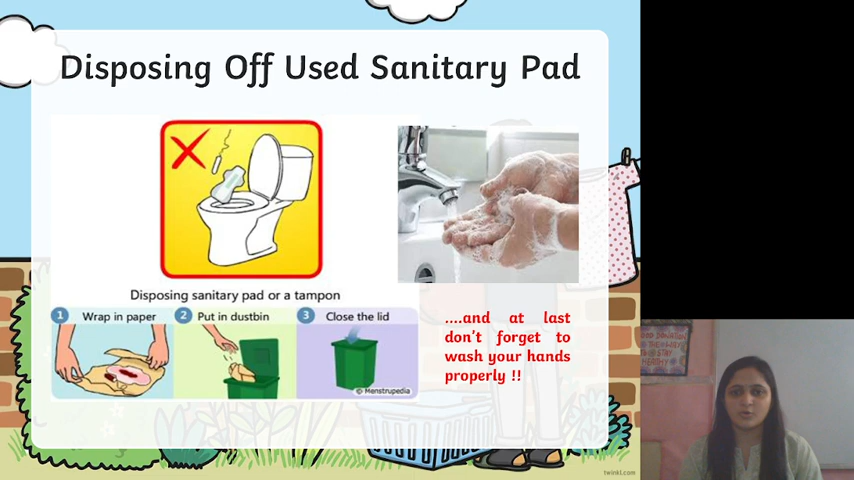 Disposing Off Used Sanitary Pad
Disposing sanitary pad or a tampon
1 Wrap in paper
2 Put in dustbin
3 Close the lid
© Menstrupedia
....and at last
don't forget to
wash your hands
properly !!
twinkl.com